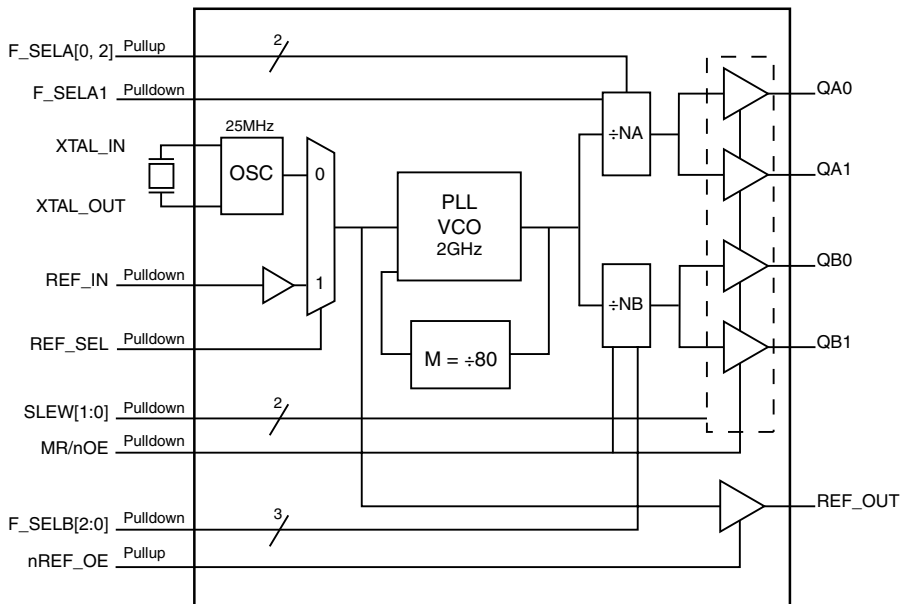 F_SELA[0, 2] Pullup 2
F_SELA1 Pulldown
QA0
÷NA
25MHz
XTAL_IN
OSC
0
QA1
XTAL_OUT
PLL
VCO
2GHz
QB0
REF_IN Pulldown
1
÷NB
REF_SEL Pulldown
QB1
M = ÷80
SLEW[1:0] Pulldown 2
MR/nOE Pulldown
REF_OUT
F_SELB[2:0] Pulldown 3
nREF_OE Pullup